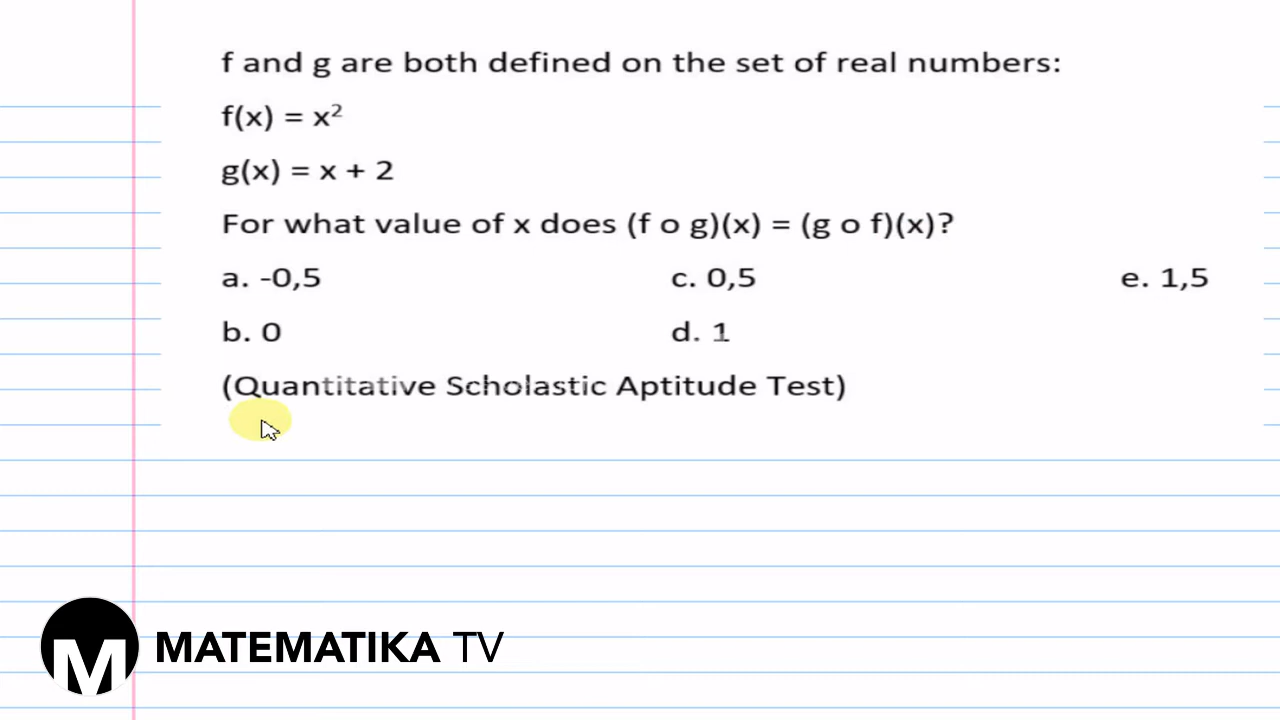 f and g are both defined on the set of real numbers:
f(x) = x²
g(x) = x + 2
For what value of x does (f o g)(x) = (g o f)(x)?
a. -0,5 c. 0,5 e. 1,5
b. 0 d. 1
(Quantitative Scholastic Aptitude Test)
M MATEMATIKA TV